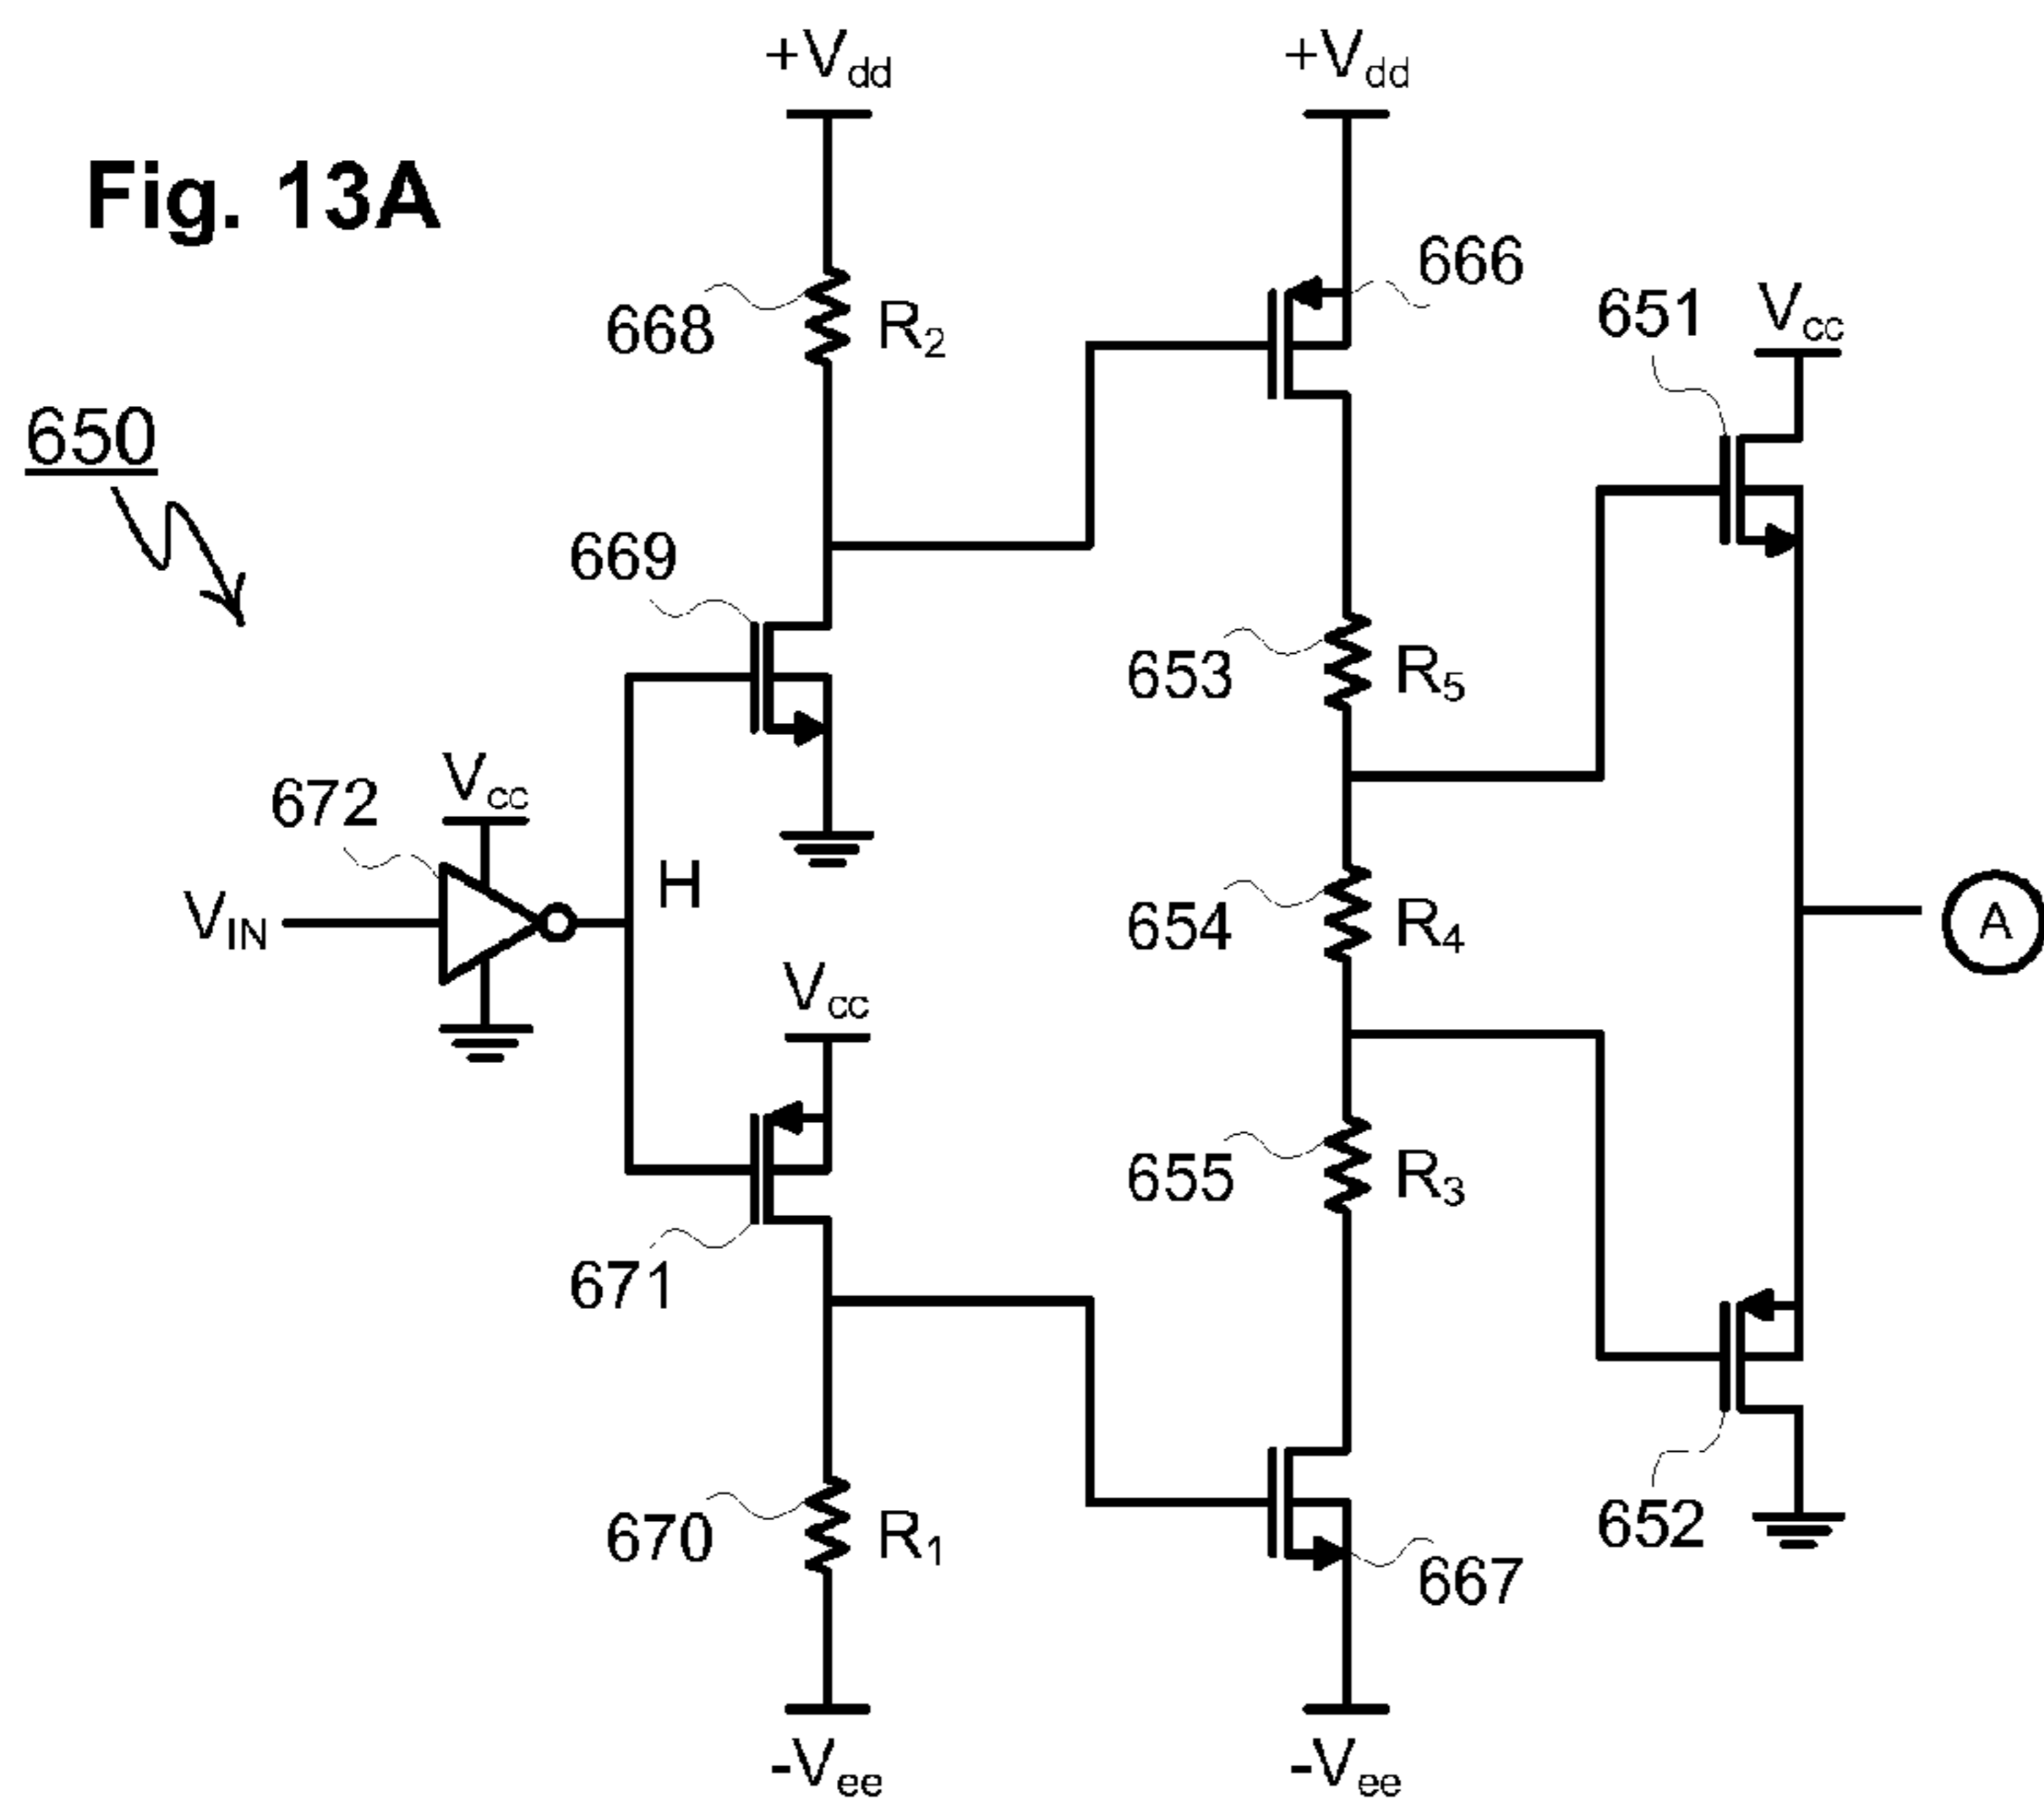 +Vdd
+Vdd
Fig. 13A
666
651
Vcc
668
R2
650
669
653
R5
Vcc
672
H
VIN
654
R4
A
Vcc
655
R3
671
670
R1
652
667
-Vee
-Vee